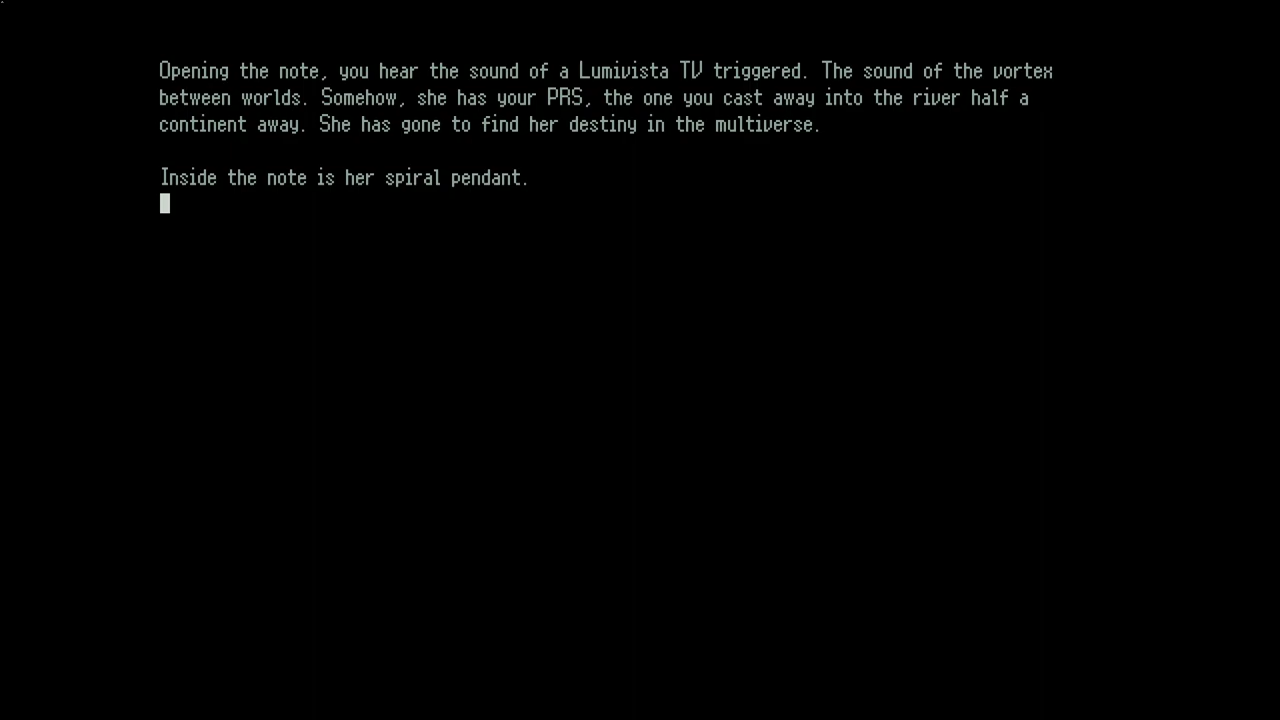 Opening the note, you hear the sound of a Lumivista TV triggered. The sound of the vortex
between worlds. Somehow, she has your PRS, the one you cast away into the river half a
continent away. She has gone to find her destiny in the multiverse.
Inside the note is her spiral pendant.